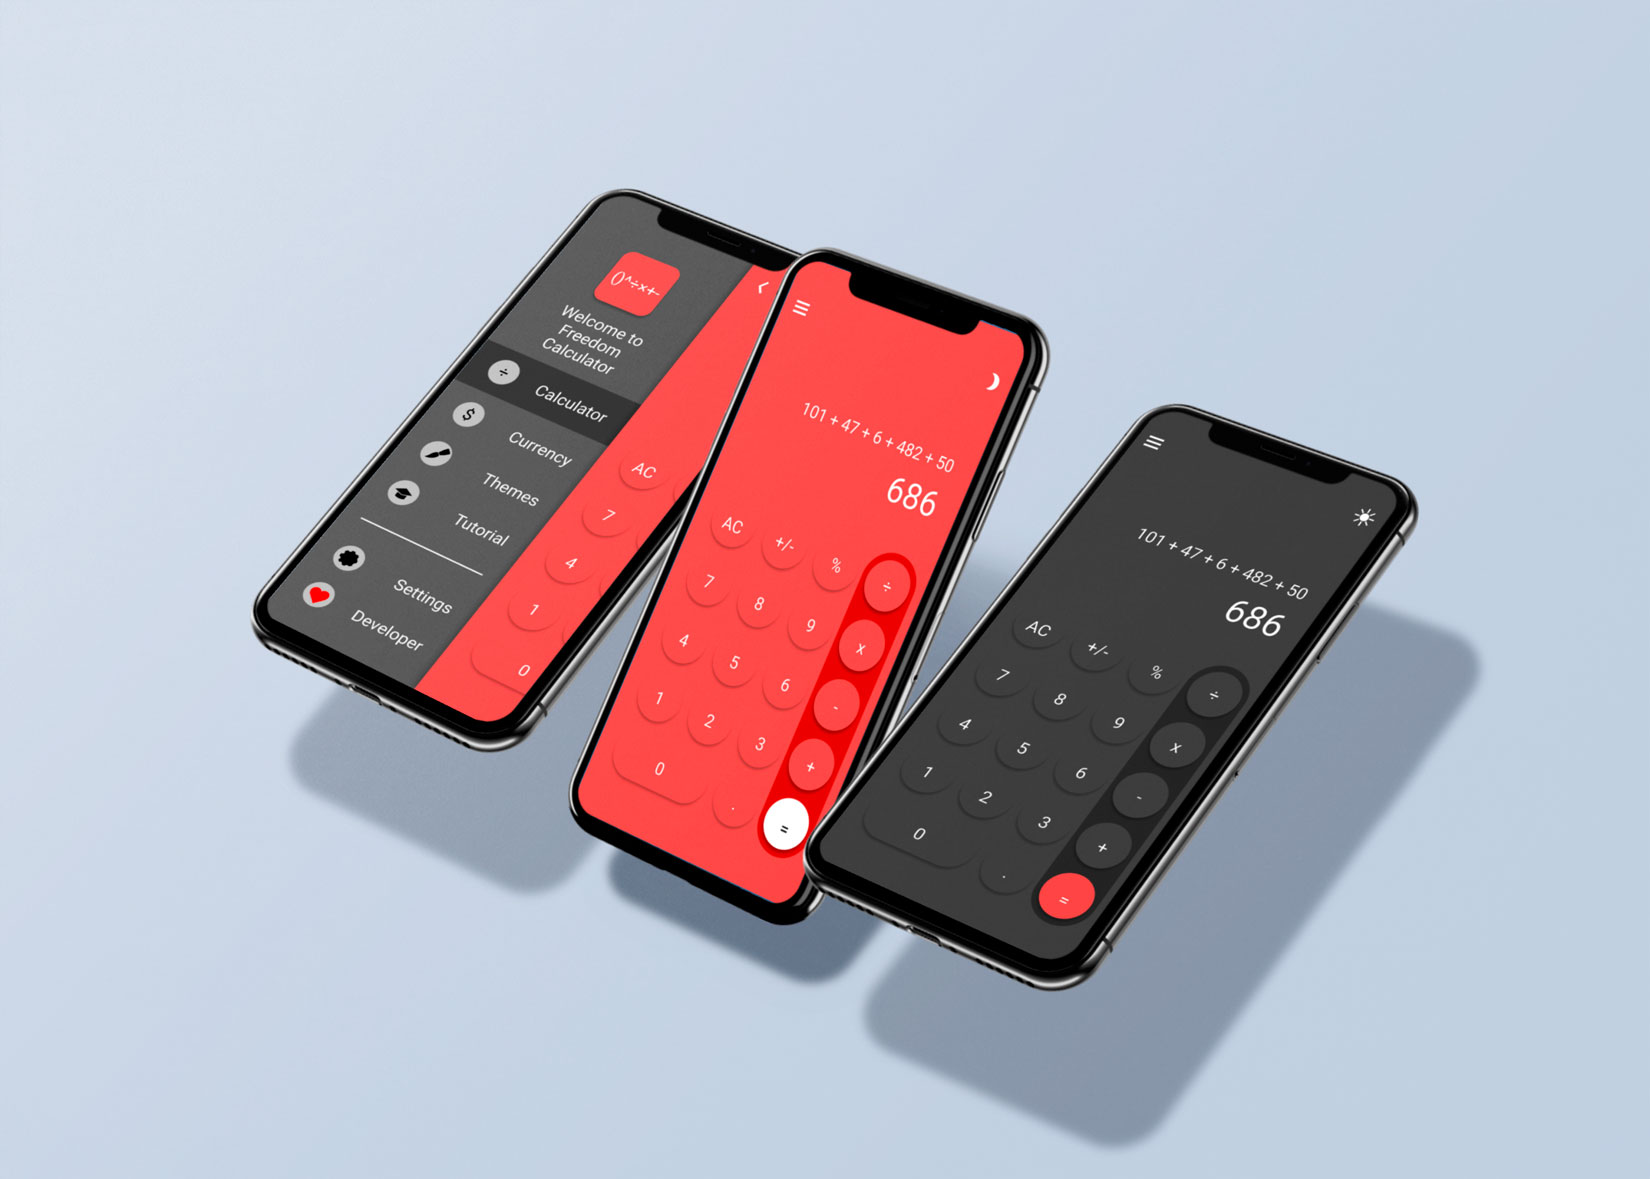 ()^÷×+-
Welcome to
Freedom
Calculator
÷ Calculator
$ Currency
Themes
Tutorial
Settings
Developer
AC
7
4
1
0
101 + 47 + 6 + 482 + 50
686
AC +/- % ÷
7 8 9 x
4 5 6 -
1 2 3 +
0 . =
101 + 47 + 6 + 482 + 50
686
AC +/- % ÷
7 8 9 x
4 5 6 -
1 2 3 +
0 . =